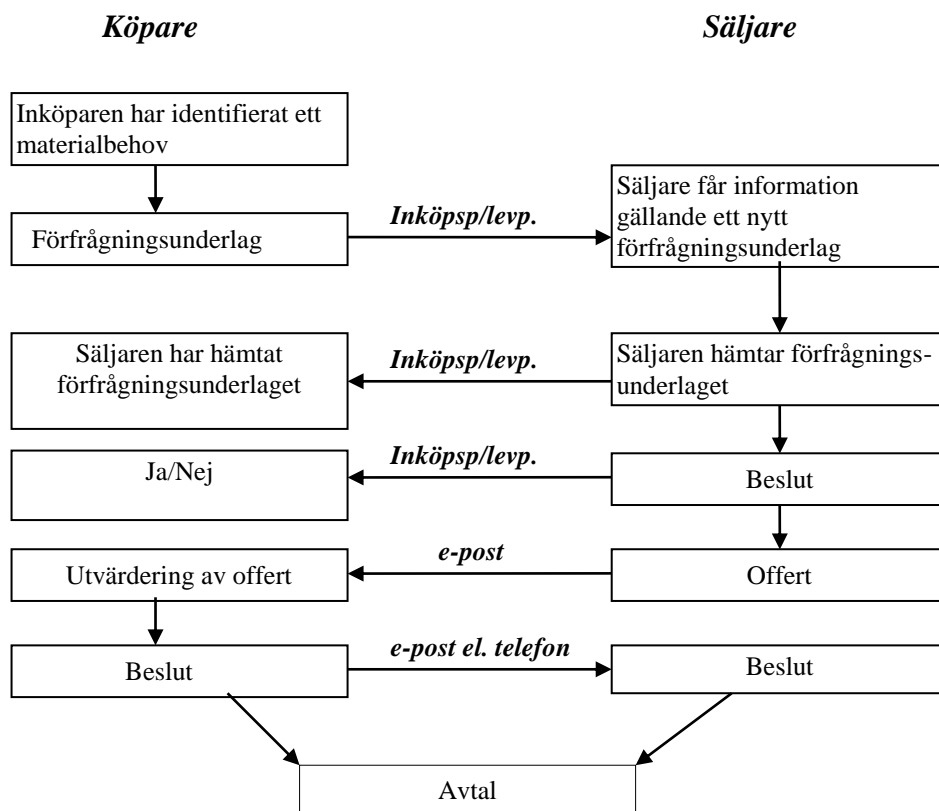 Köpare
Säljare
Inköparen har identifierat ett
materialbehov
Förfrågningsunderlag
Inköpsp/levp.
Säljare får information
gällande ett nytt
förfrågningsunderlag
Säljaren har hämtat
förfrågningsunderlaget
Inköpsp/levp.
Säljaren hämtar förfrågnings-
underlaget
Ja/Nej
Inköpsp/levp.
Beslut
Utvärdering av offert
e-post
Offert
Beslut
e-post el. telefon
Beslut
Avtal